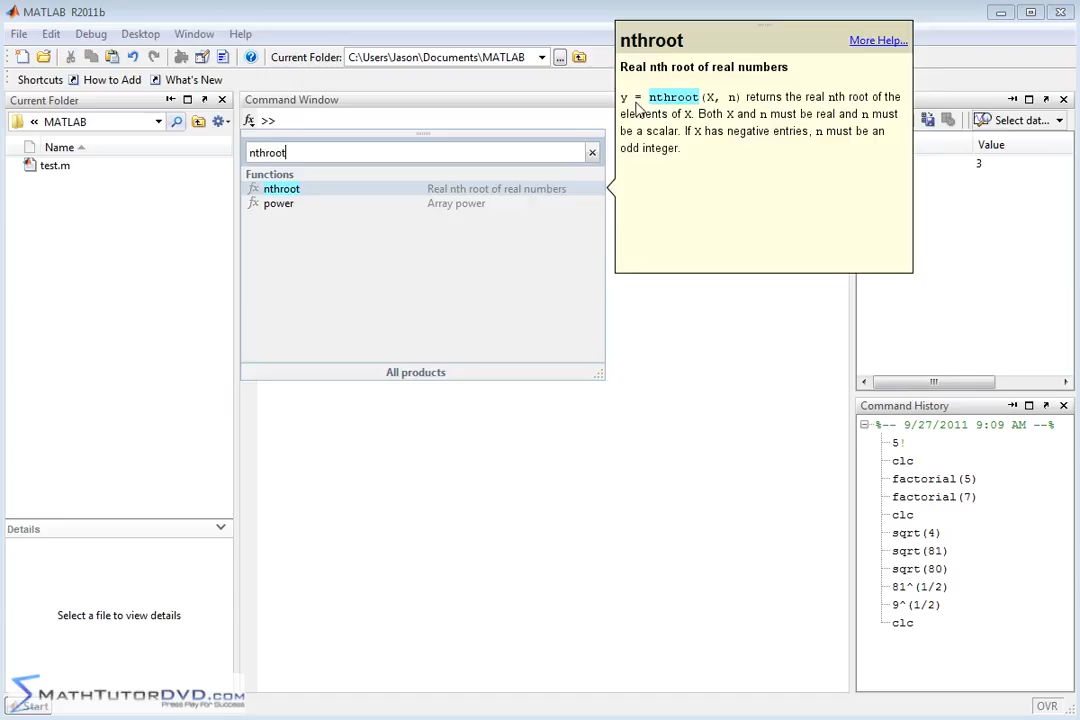 MATLAB R2011b
File Edit Debug Desktop Window Help
Current Folder: C:\Users\Jason\Documents\MATLAB ...
Shortcuts How to Add What's New
Current Folder
« MATLAB
Name
test.m
Details
Select a file to view details
Command Window
fx >>
nthroot
Functions
fx nthroot Real nth root of real numbers
fx power Array power
All products
nthroot More Help...
Real nth root of real numbers
y = nthroot(X, n) returns the real nth root of the
elements of X. Both X and n must be real and n must
be a scalar. If X has negative entries, n must be an
odd integer.
Select dat...
Value
3
Command History
%-- 9/27/2011 9:09 AM --%
5!
clc
factorial(5)
factorial(7)
clc
sqrt(4)
sqrt(81)
sqrt(80)
81^(1/2)
9^(1/2)
clc
MATHTUTORDVD.COM
Press Play For Success
Start
OVR